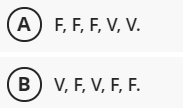 A F, F, F, V, V.
B V, F, V, F, F.